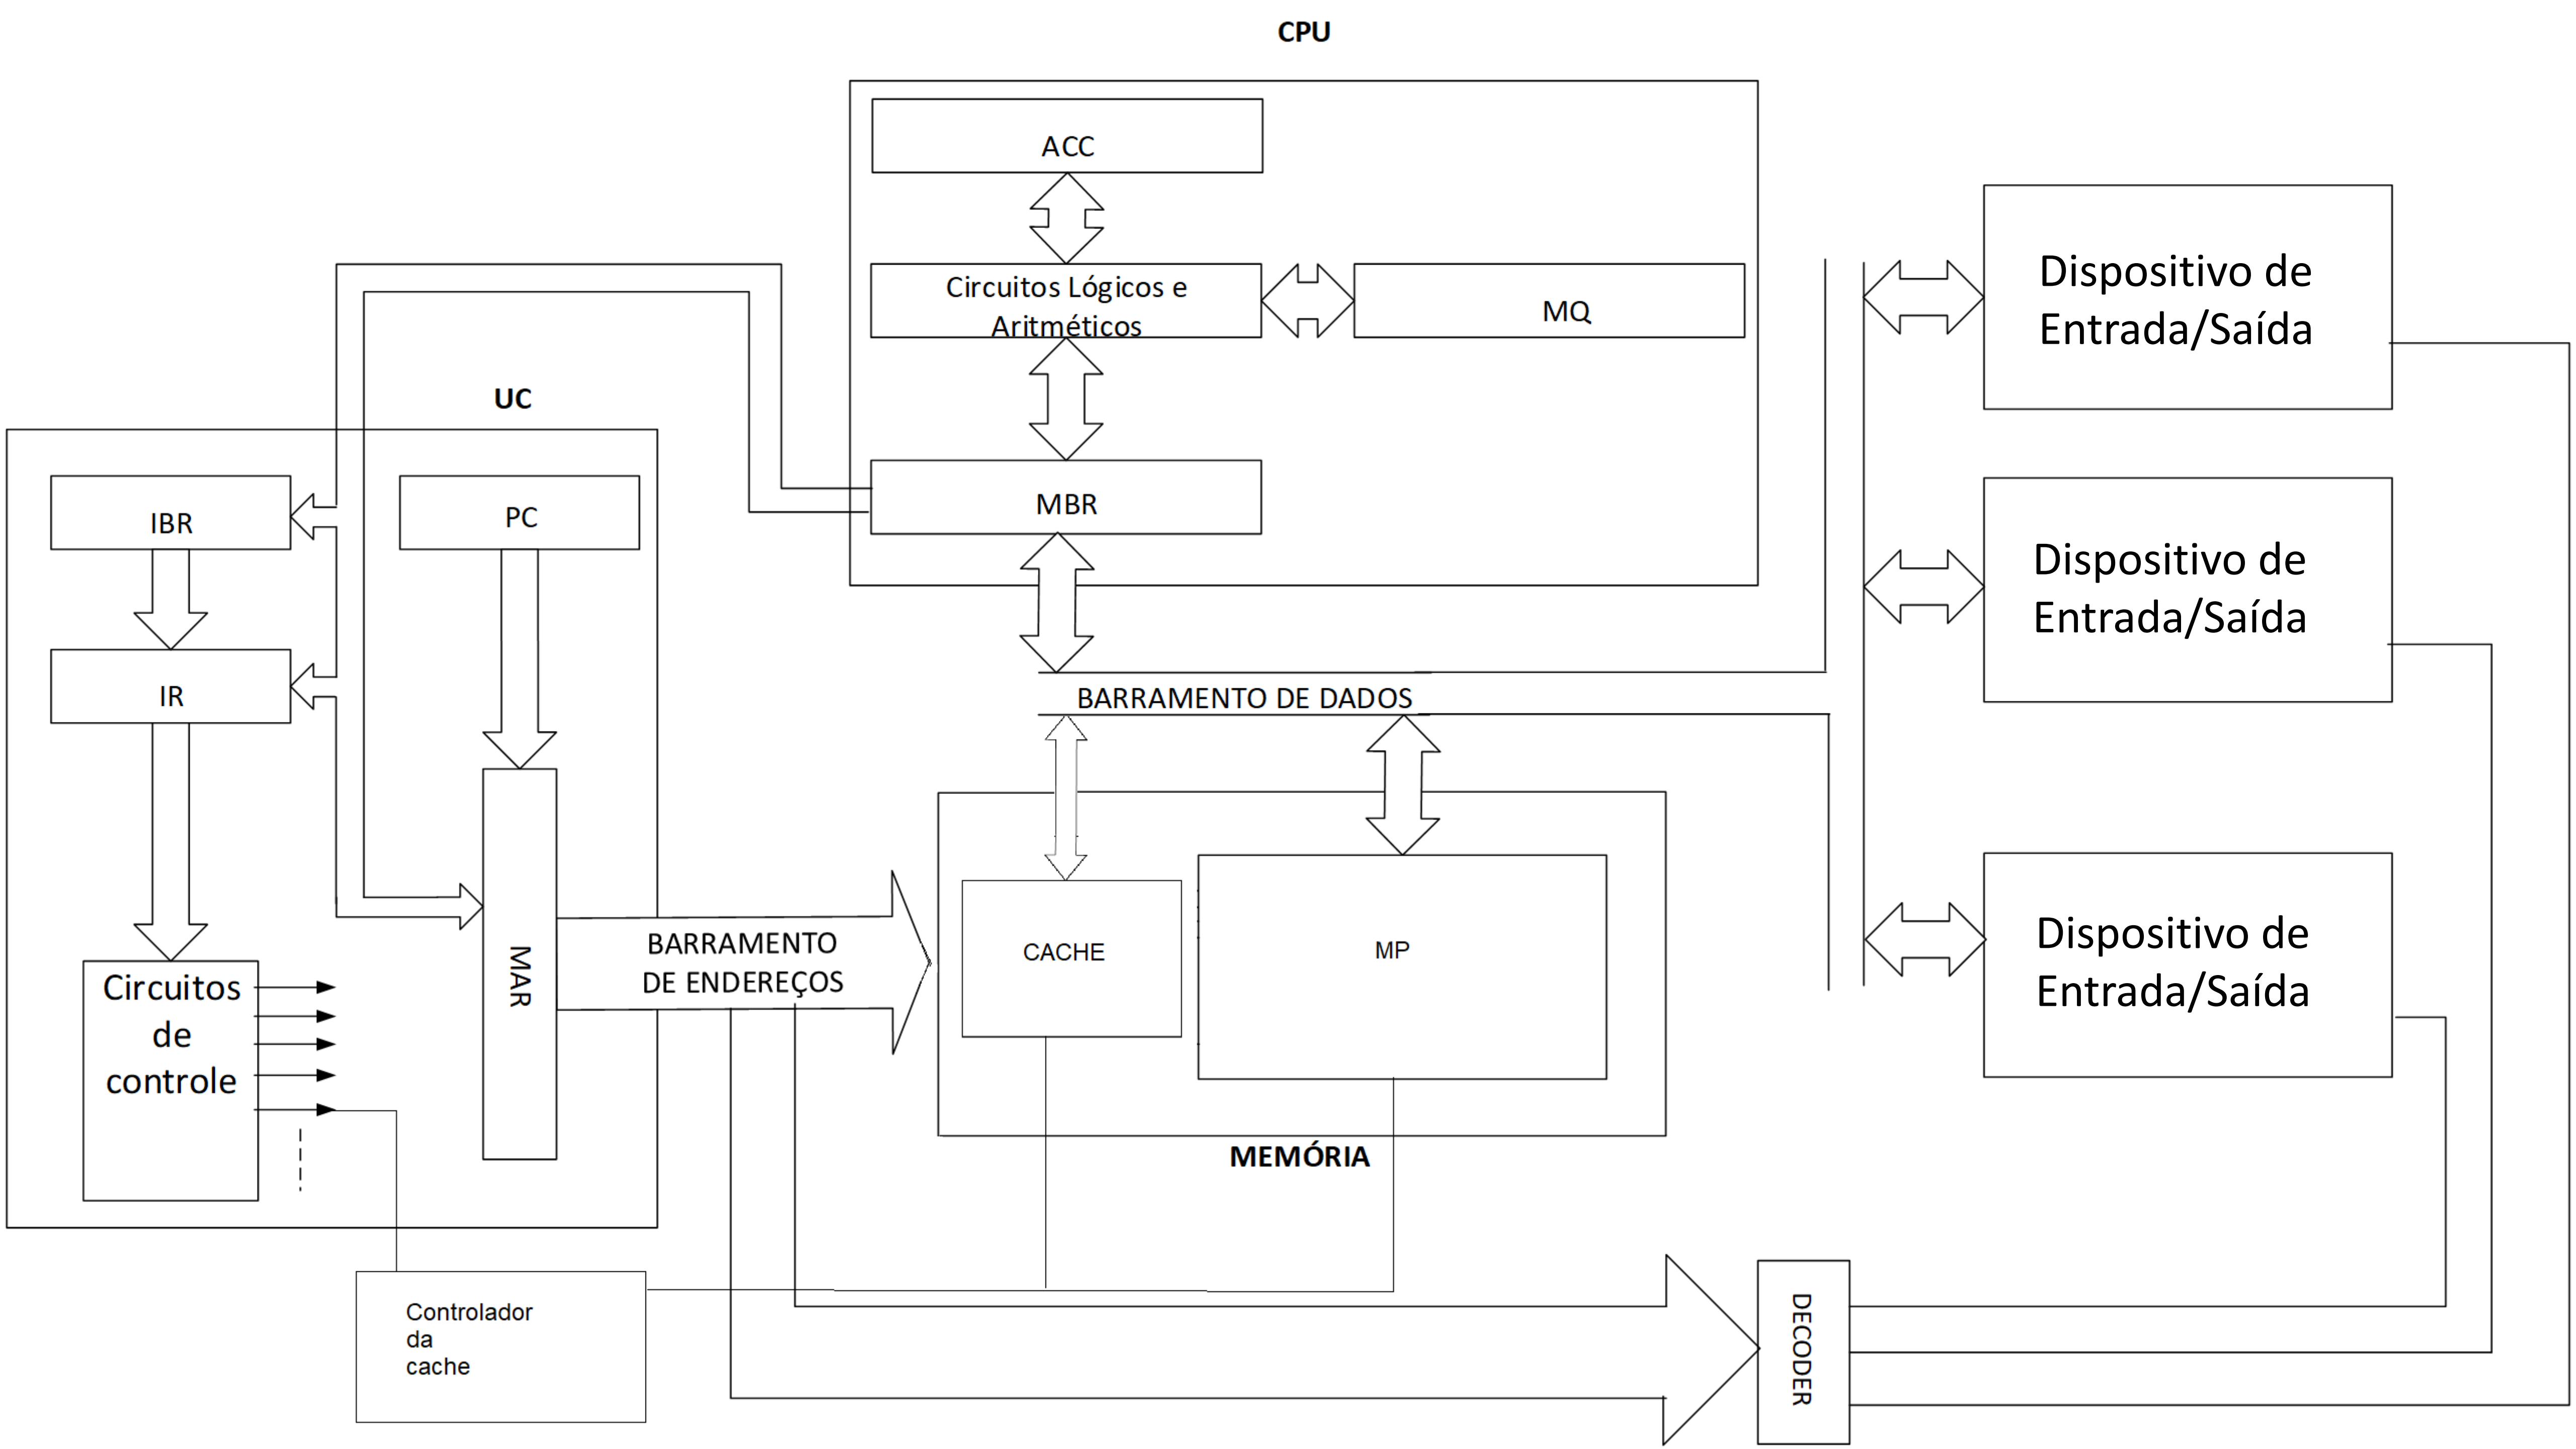 CPU
ACC
Circuitos Lógicos e
Aritméticos
MQ
MBR
UC
IBR
PC
IR
MAR
Circuitos
de
controle
BARRAMENTO DE DADOS
BARRAMENTO
DE ENDEREÇOS
CACHE
MP
MEMÓRIA
Dispositivo de
Entrada/Saída
Dispositivo de
Entrada/Saída
Dispositivo de
Entrada/Saída
Controlador
da
cache
DECODER